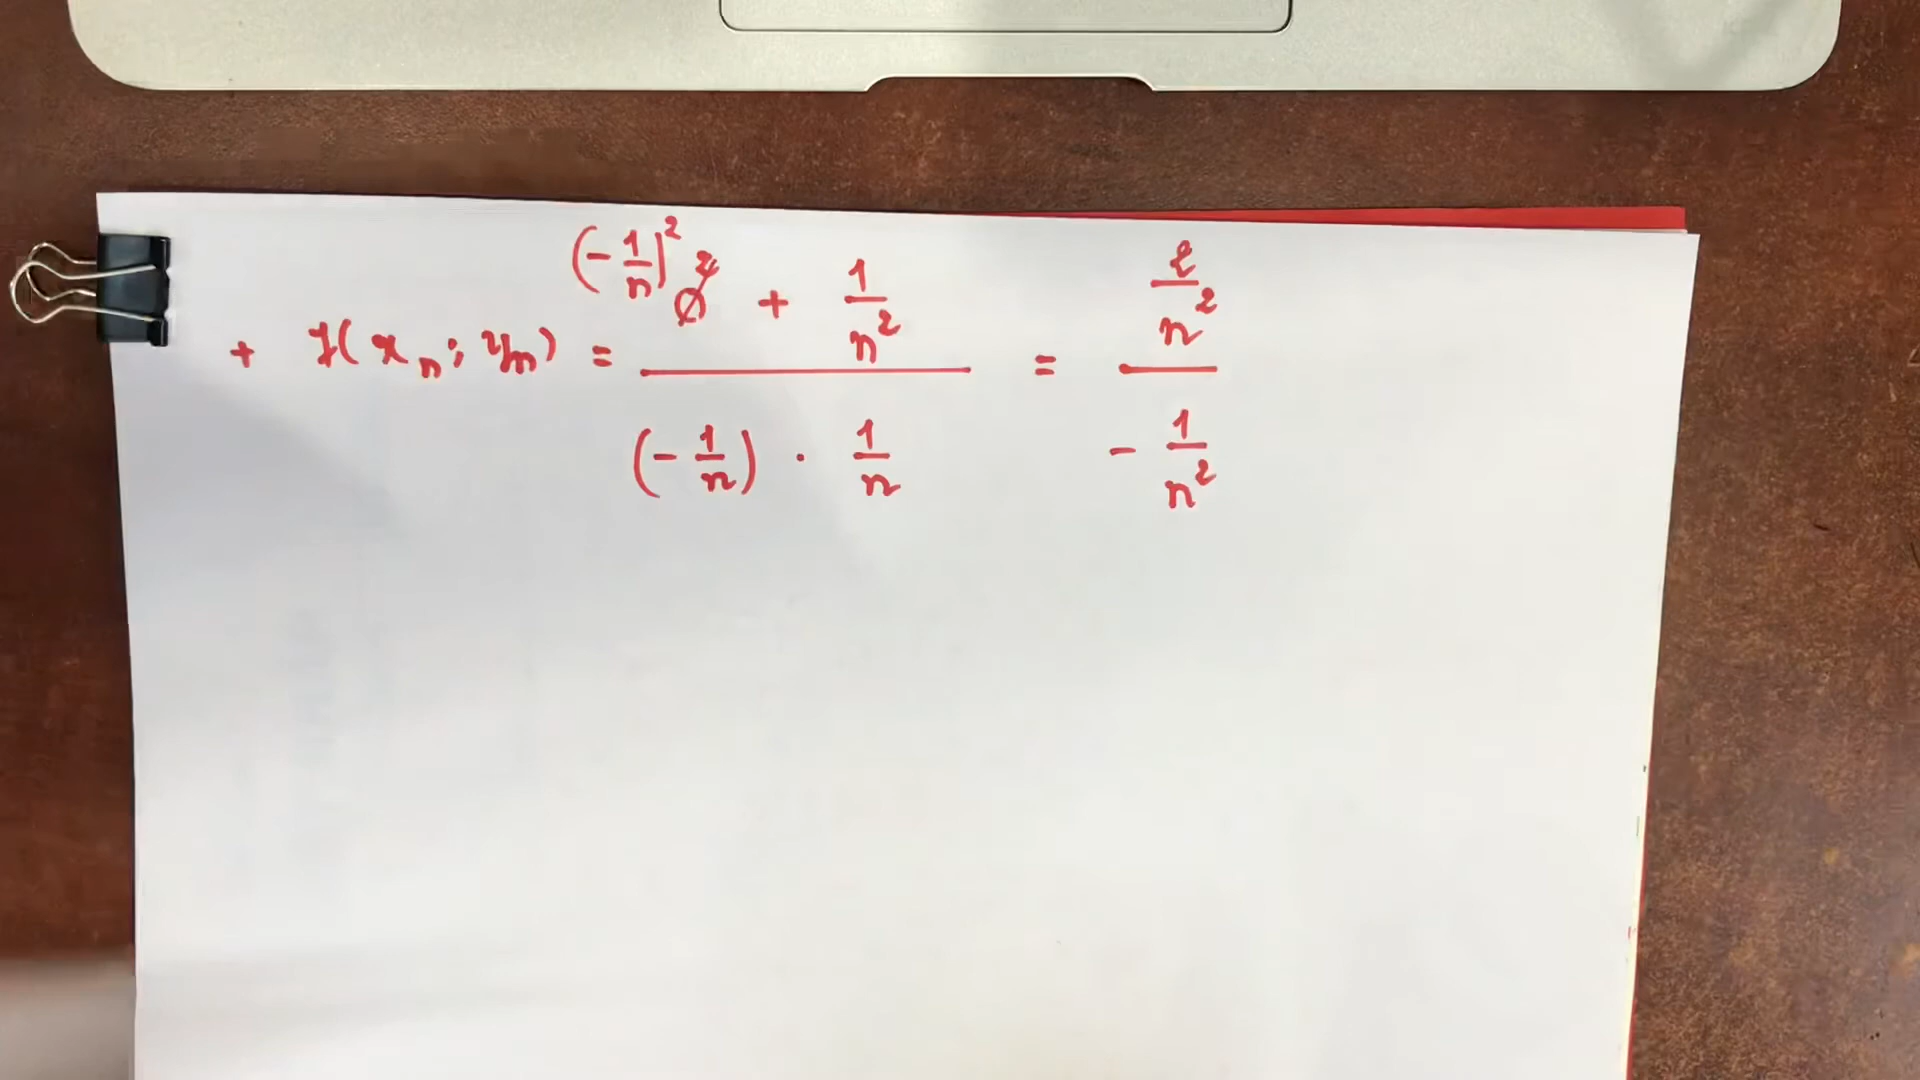 + f(xₙ; yₙ) = ((-1/n)² + 1/n²) / ((-1/n) · 1/n) = (2/n²) / (- 1/n²)